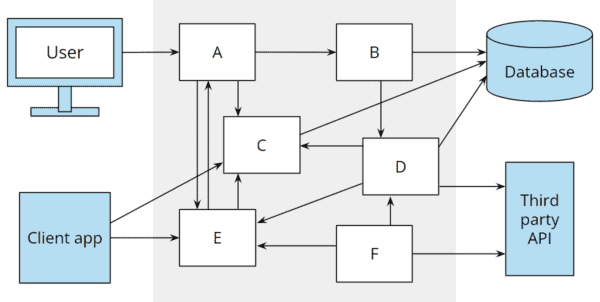 User
A
B
Database
C
D
Client app
E
F
Third
party
API